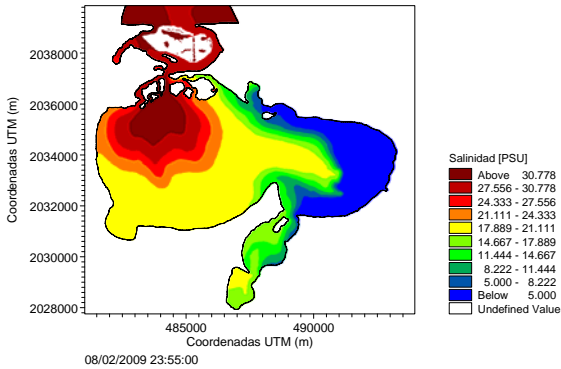 2038000
2036000
2034000
2032000
2030000
2028000
Coordenadas UTM (m)
485000 490000
Coordenadas UTM (m)
08/02/2009 23:55:00
Salinidad [PSU]
Above 30.778
27.556 - 30.778
24.333 - 27.556
21.111 - 24.333
17.889 - 21.111
14.667 - 17.889
11.444 - 14.667
8.222 - 11.444
5.000 - 8.222
Below 5.000
Undefined Value